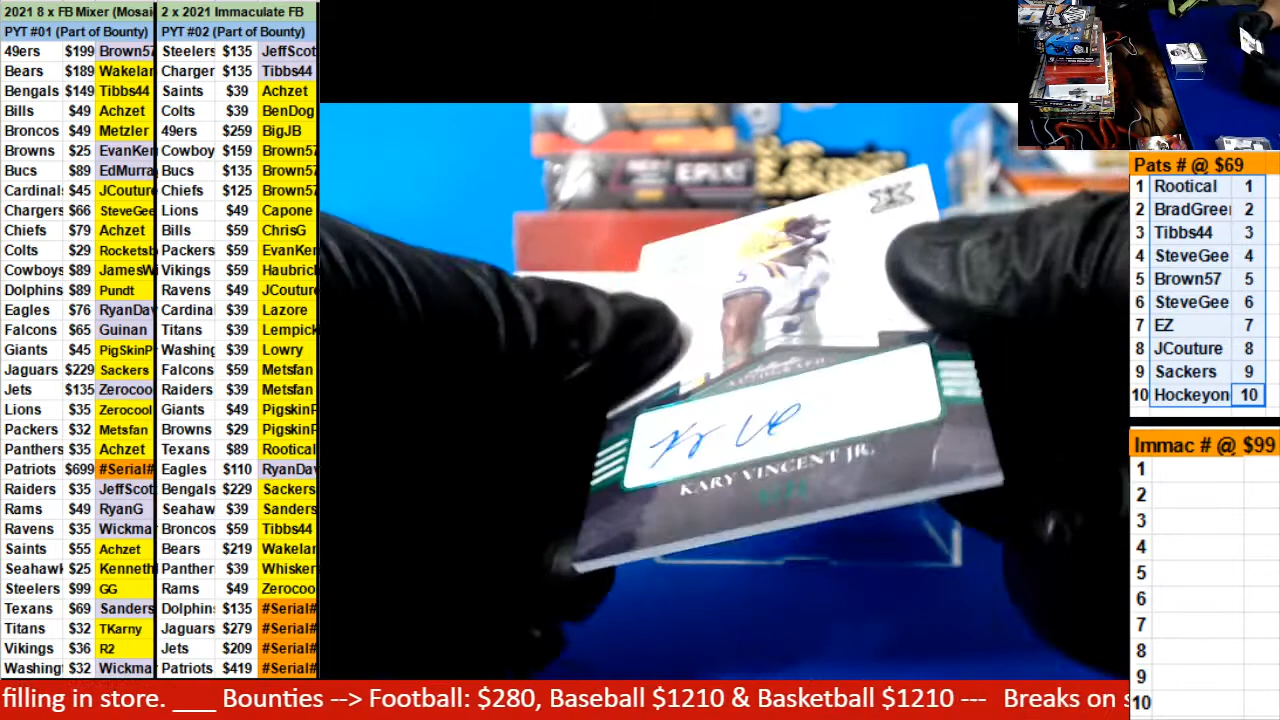 2021 8 x FB Mixer (Mosai
PYT #01 (Part of Bounty)
49ers $199 Brown57
Bears $189 Wakelan
Bengals $149 Tibbs44
Bills $49 Achzet
Broncos $49 Metzler
Browns $25 EvanKen
Bucs $89 EdMurra
Cardinals $45 JCouture
Chargers $66 SteveGee
Chiefs $79 Achzet
Colts $29 Rocketsb
Cowboys $89 JamesWi
Dolphins $89 Pundt
Eagles $76 RyanDav
Falcons $65 Guinan
Giants $45 PigSkinPr
Jaguars $229 Sackers
Jets $135 Zerocoo
Lions $35 Zerocool
Packers $32 Metsfan
Panthers $35 Achzet
Patriots $699 #Serial#
Raiders $35 JeffScot
Rams $49 RyanG
Ravens $35 Wickma
Saints $55 Achzet
Seahawk $25 Kenneth
Steelers $99 GG
Texans $69 Sanders
Titans $32 TKarny
Vikings $36 R2
Washing $32 Wickma
2 x 2021 Immaculate FB
PYT #02 (Part of Bounty)
Steelers $135 JeffScot
Charger $135 Tibbs44
Saints $39 Achzet
Colts $39 BenDog
49ers $259 BigJB
Cowboy $159 Brown57
Bucs $135 Brown57
Chiefs $125 Brown57
Lions $49 Capone
Bills $59 ChrisG
Packers $59 EvanKen
Vikings $59 Haubrich
Ravens $49 JCouture
Cardina $39 Lazore
Titans $39 Lempick
Washing $39 Lowry
Falcons $59 Metsfan
Raiders $39 Metsfan
Giants $49 PigskinP
Browns $29 PigskinP
Texans $89 Rootical
Eagles $110 RyanDav
Bengals $229 Sackers
Seahaw $39 Sanders
Broncos $59 Tibbs44
Bears $219 Wakelan
Panther $39 Whisker
Rams $49 Zerocoo
Dolphins $135 #Serial#
Jaguars $279 #Serial#
Jets $209 #Serial#
Patriots $419 #Serial#
EPIX!
AUTOGRAPH
KARY VINCENT JR.
Pats # @ $69
1 Rootical 1
2 BradGree 2
3 Tibbs44 3
4 SteveGee 4
5 Brown57 5
6 SteveGee 6
7 EZ 7
8 JCouture 8
9 Sackers 9
10 Hockeyon 10
Immac # @ $99
1
2
3
4
5
6
7
8
9
10
filling in store. ___ Bounties --> Football: $280, Baseball $1210 & Basketball $1210 --- Breaks on s